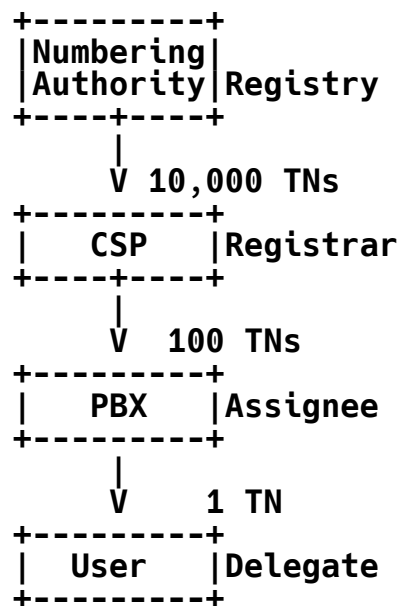 +---------+
|Numbering|
|Authority|Registry
+----+----+
     |
     V 10,000 TNs
+---------+
|   CSP   |Registrar
+----+----+
     |
     V  100 TNs
+---------+
|   PBX   |Assignee
+---------+
     |
     V    1 TN
+---------+
|  User   |Delegate
+---------+